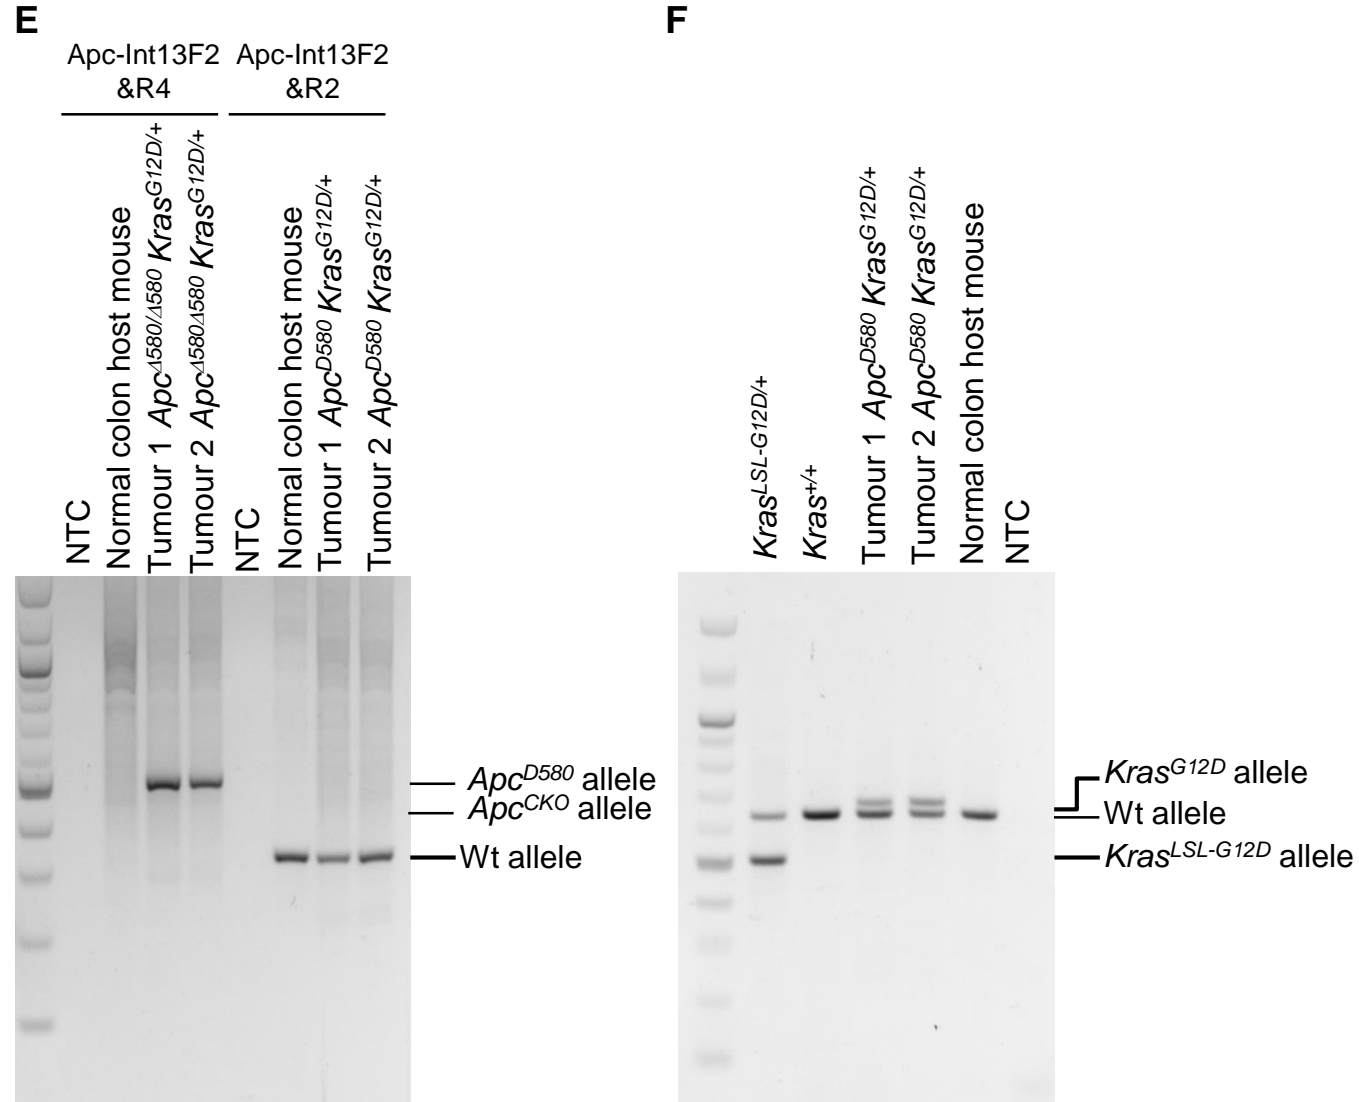 E
Apc-Int13F2
&R4
Apc-Int13F2
&R2
NTC
Normal colon host mouse
Tumour 1 ApcΔ580/Δ580 KrasG12D/+
Tumour 2 ApcΔ580Δ580 KrasG12D/+
NTC
Normal colon host mouse
Tumour 1 ApcD580 KrasG12D/+
Tumour 2 ApcD580 KrasG12D/+
ApcD580 allele
ApcCKO allele
Wt allele
F
KrasLSL-G12D/+
Kras+/+
Tumour 1 ApcD580 KrasG12D/+
Tumour 2 ApcD580 KrasG12D/+
Normal colon host mouse
NTC
KrasG12D allele
Wt allele
KrasLSL-G12D allele